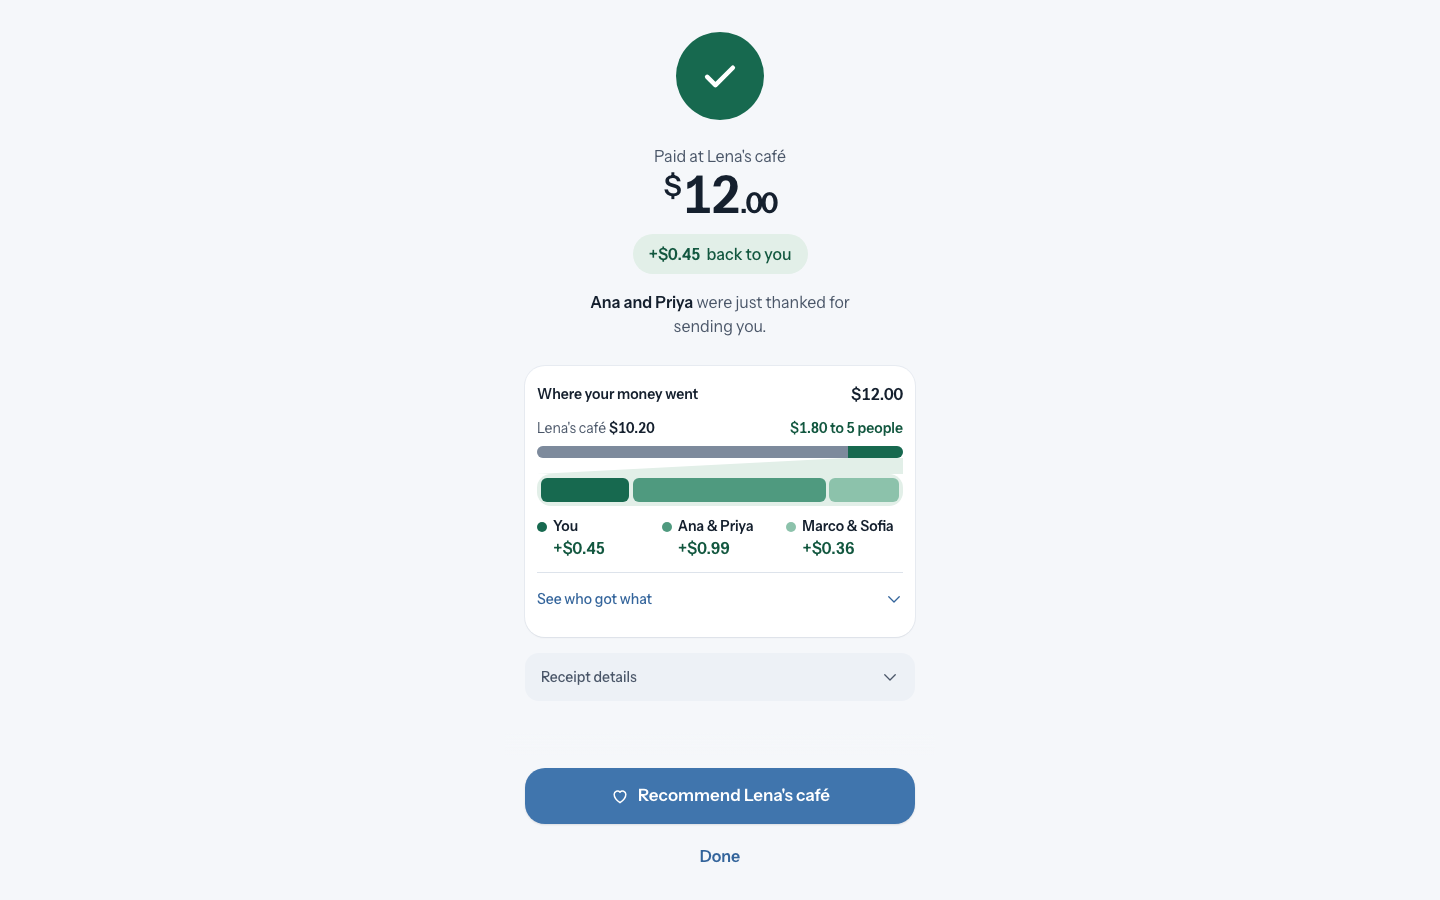 Paid at Lena's café
$12.00
+$0.45 back to you
Ana and Priya were just thanked for
sending you.
Where your money went $12.00
Lena's café $10.20 $1.80 to 5 people
You Ana & Priya Marco & Sofia
+$0.45 +$0.99 +$0.36
See who got what
Receipt details
Recommend Lena's café
Done